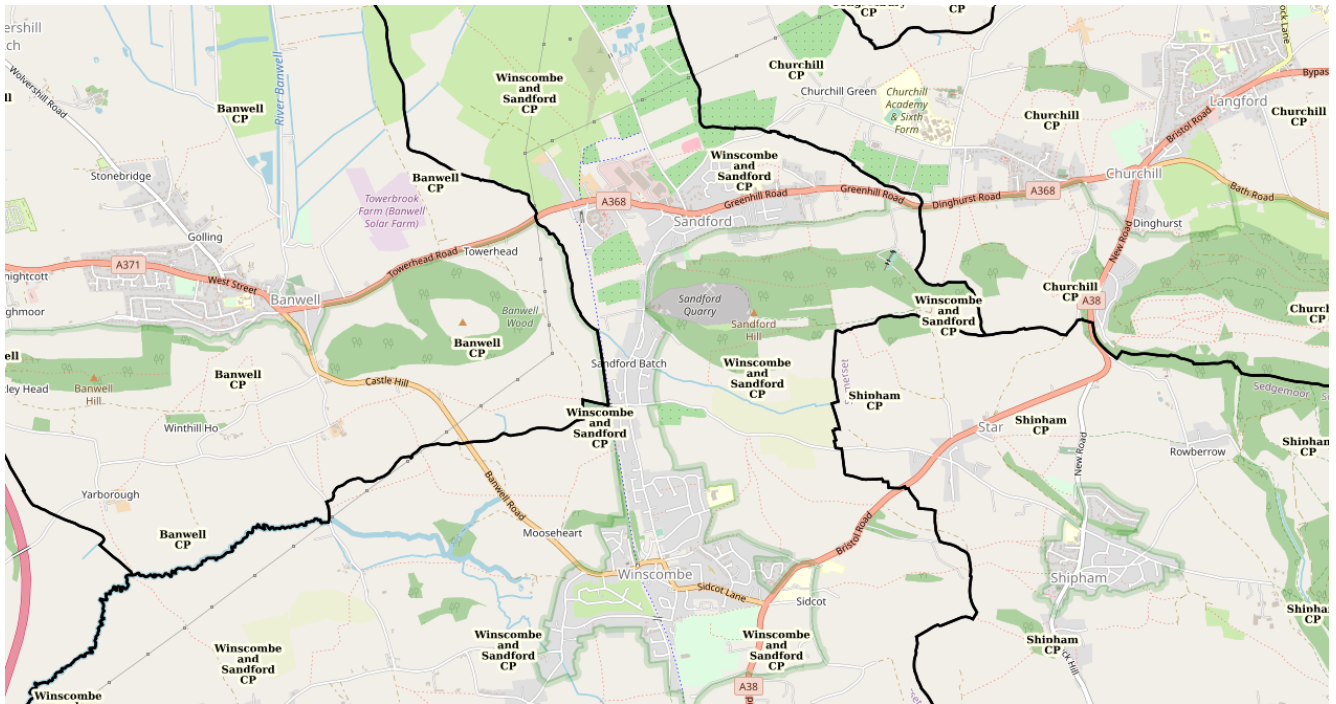 CP
CP
Winscombe
and
Sandford
CP
Churchill
CP
Banwell
CP
River Banwell
Wolvershill Road
Churchill Green
Churchill
Academy
& Sixth
Form
Churchill
CP
Langford
Churchill
CP
Bristol Road
Stonebridge
Banwell
CP
Towerbrook
Farm (Banwell
Solar Farm)
Winscombe
and
Sandford
CP
A368
Greenhill Road
Greenhill Road
Dinghurst Road
A368
Churchill
Bath Road
Sandford
Dinghurst
New Road
Golling
Towerhead
Towerhead Road
A371
West Street
Banwell
Banwell
Wood
Banwell
CP
Sandford
Quarry
Sandford
Hill
Winscombe
and
Sandford
CP
Churchill
CP
A38
Sandford Batch
Winscombe
and
Sandford
CP
Banwell
CP
Banwell
Hill
Castle Hill
Shipham
CP
Shipham
CP
Star
Winscombe
and
Sandford
CP
Winthill Ho
New Road
Rowberrow
Shipham
CP
Yarborough
Banwell Road
Banwell
CP
Mooseheart
Bristol Road
Winscombe
Sidcot Lane
Sidcot
Shipham
Shipham
CP
Winscombe
and
Sandford
CP
Winscombe
and
Sandford
CP
Winscombe
and
Sandford
CP
Shipham
CP
A38
Winscombe